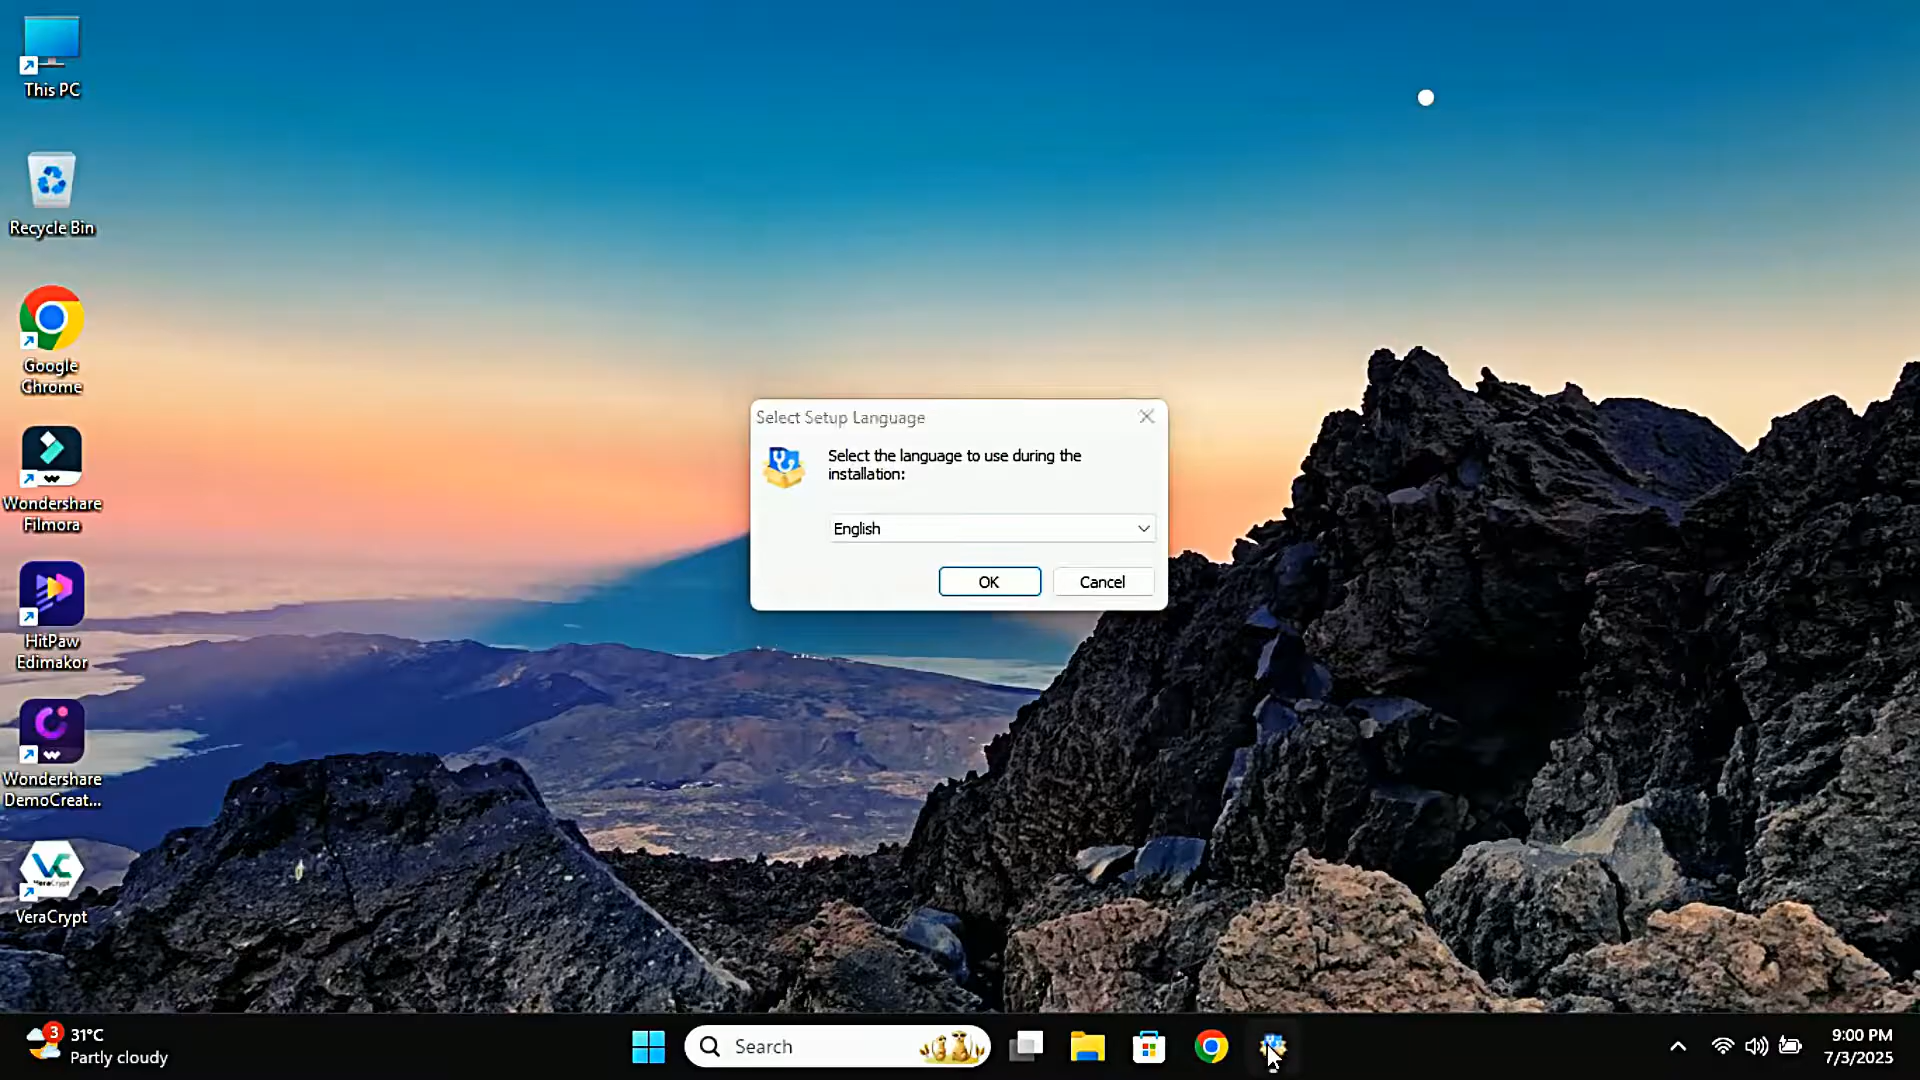 This PC
Recycle Bin
Google
Chrome
Wondershare
Filmora
HitPaw
Edimakor
Wondershare
DemoCreat...
VeraCrypt
Select Setup Language
Select the language to use during the
installation:
English
OK
Cancel
3
31°C
Partly cloudy
Search
9:00 PM
7/3/2025